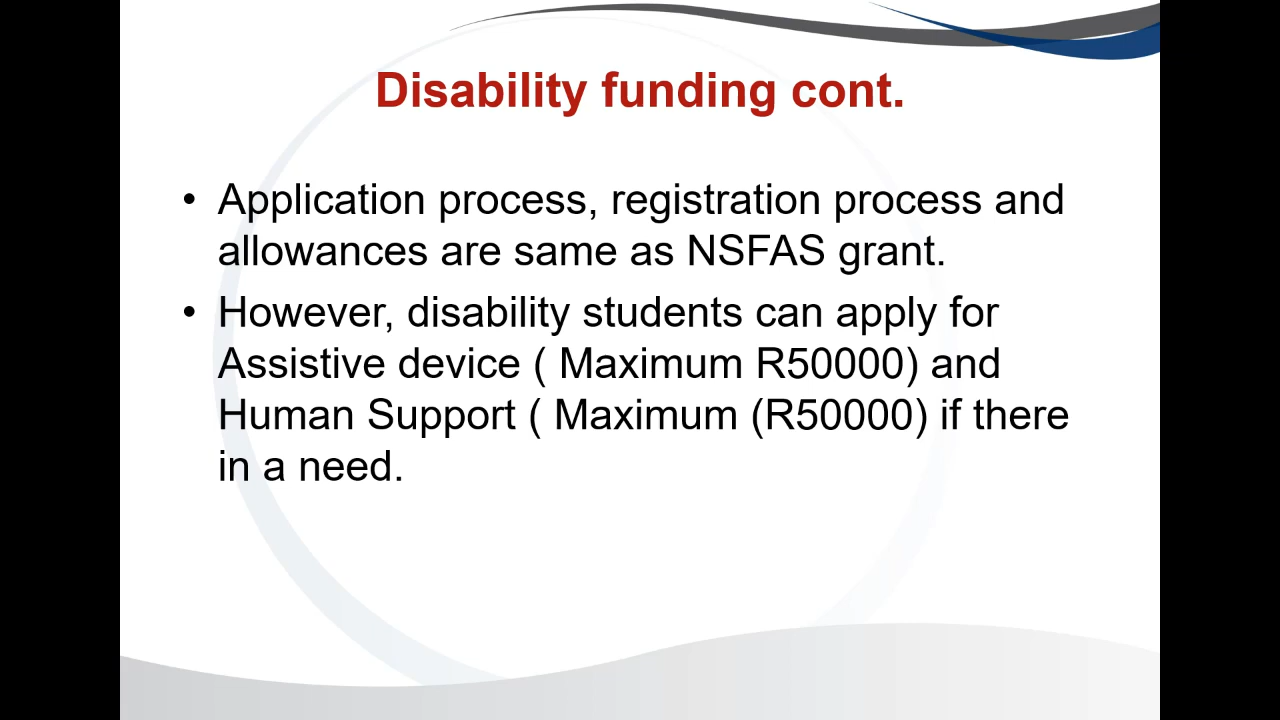 Disability funding cont.
• Application process, registration process and
allowances are same as NSFAS grant.
• However, disability students can apply for
Assistive device ( Maximum R50000) and
Human Support ( Maximum (R50000) if there
in a need.